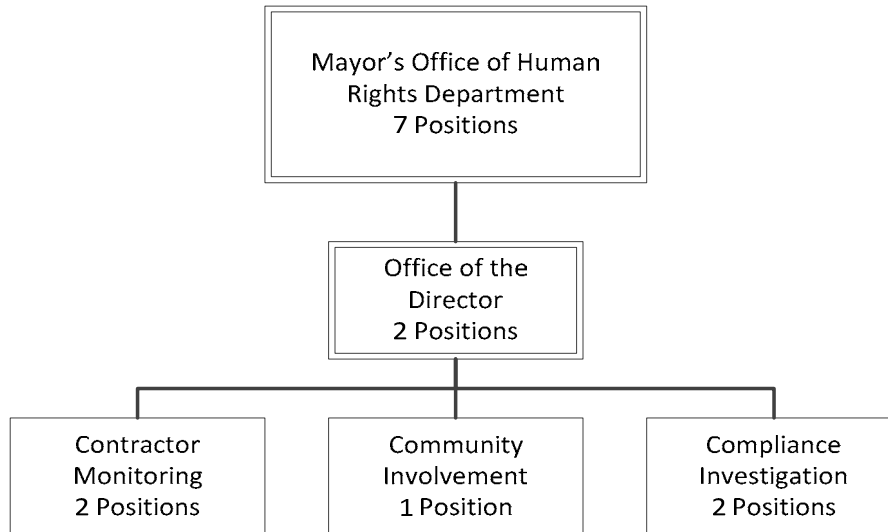 Mayor’s Office of Human
Rights Department
7 Positions
Office of the
Director
2 Positions
Contractor
Monitoring
2 Positions
Community
Involvement
1 Position
Compliance
Investigation
2 Positions